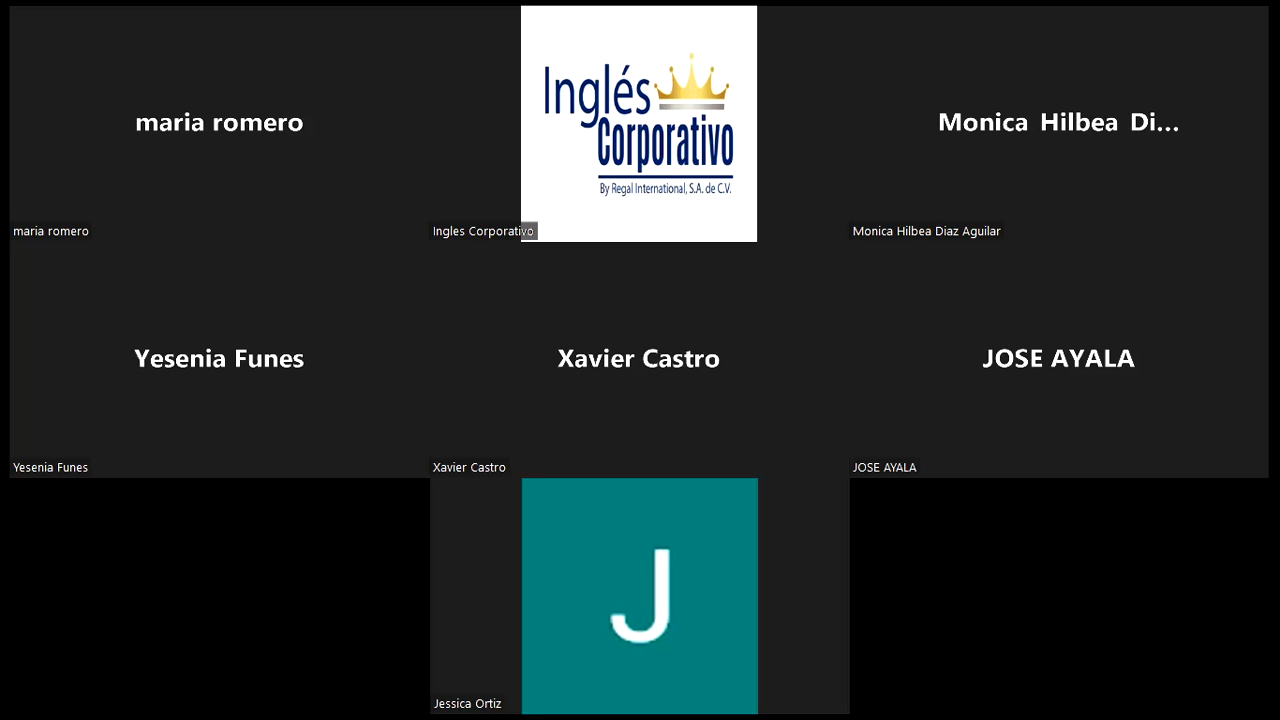 maria romero
maria romero
Inglés
Corporativo
By Regal International, S.A. de C.V.
Ingles Corporativo
Monica Hilbea Di...
Monica Hilbea Diaz Aguilar
Yesenia Funes
Yesenia Funes
Xavier Castro
Xavier Castro
JOSE AYALA
JOSE AYALA
J
Jessica Ortiz